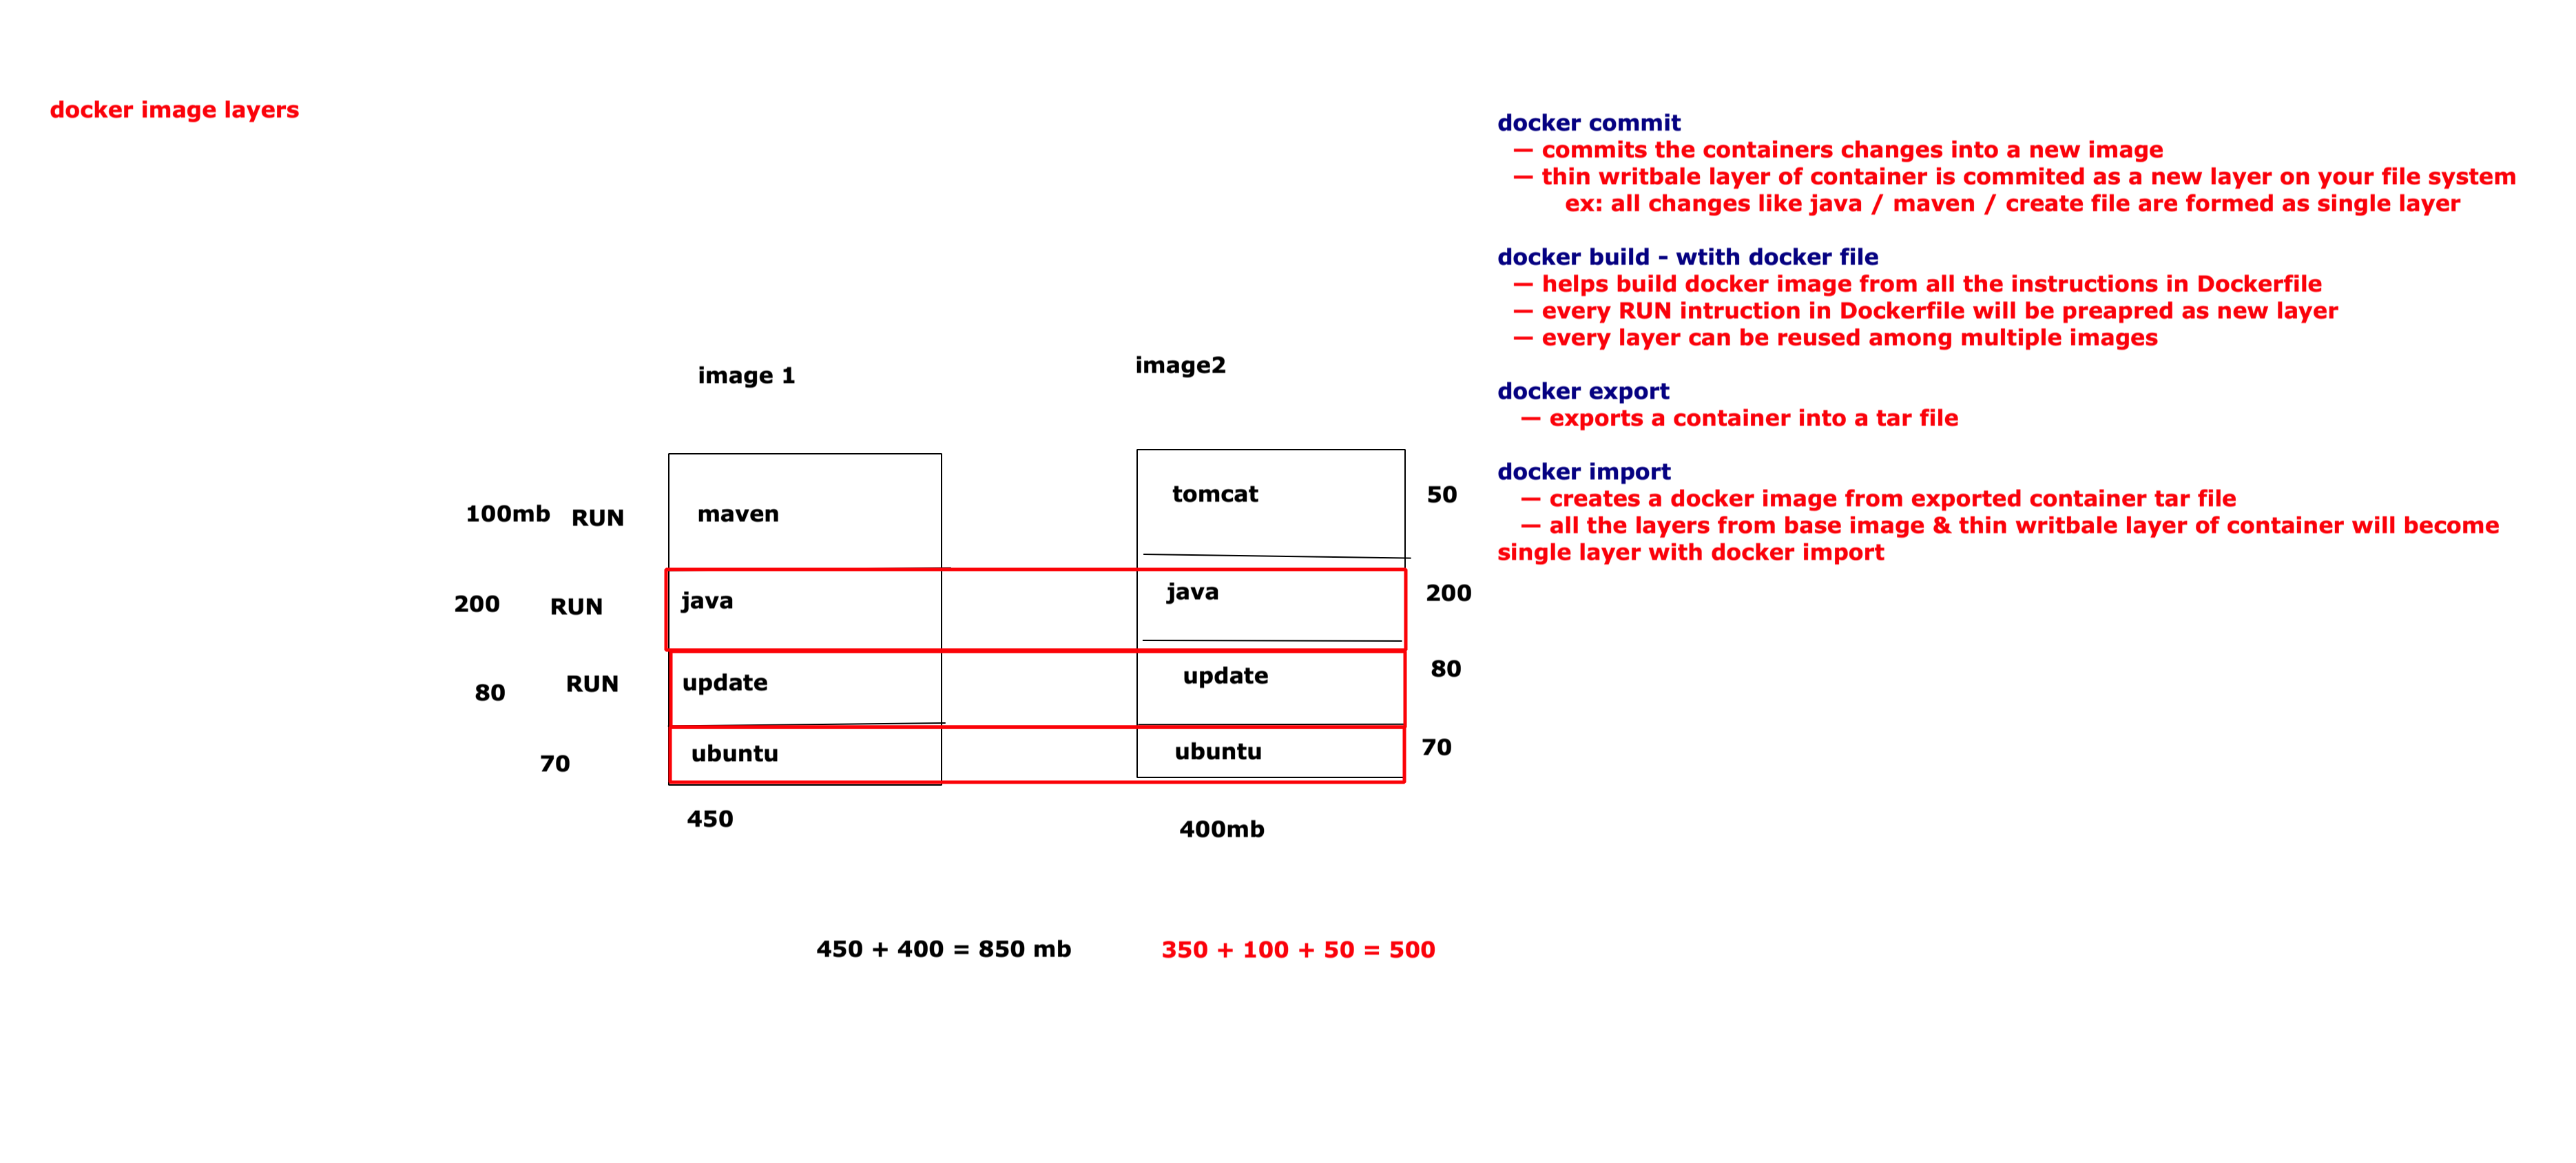 docker image layers
docker commit
— commits the containers changes into a new image
— thin writbale layer of container is commited as a new layer on your file system
ex: all changes like java / maven / create file are formed as single layer
docker build - wtith docker file
— helps build docker image from all the instructions in Dockerfile
— every RUN intruction in Dockerfile will be preapred as new layer
— every layer can be reused among multiple images
docker export
— exports a container into a tar file
docker import
— creates a docker image from exported container tar file
— all the layers from base image & thin writbale layer of container will become
single layer with docker import
image 1
image2
100mb RUN maven
tomcat 50
200 RUN java
java 200
80 RUN update
update 80
70 ubuntu
ubuntu 70
450
400mb
450 + 400 = 850 mb
350 + 100 + 50 = 500